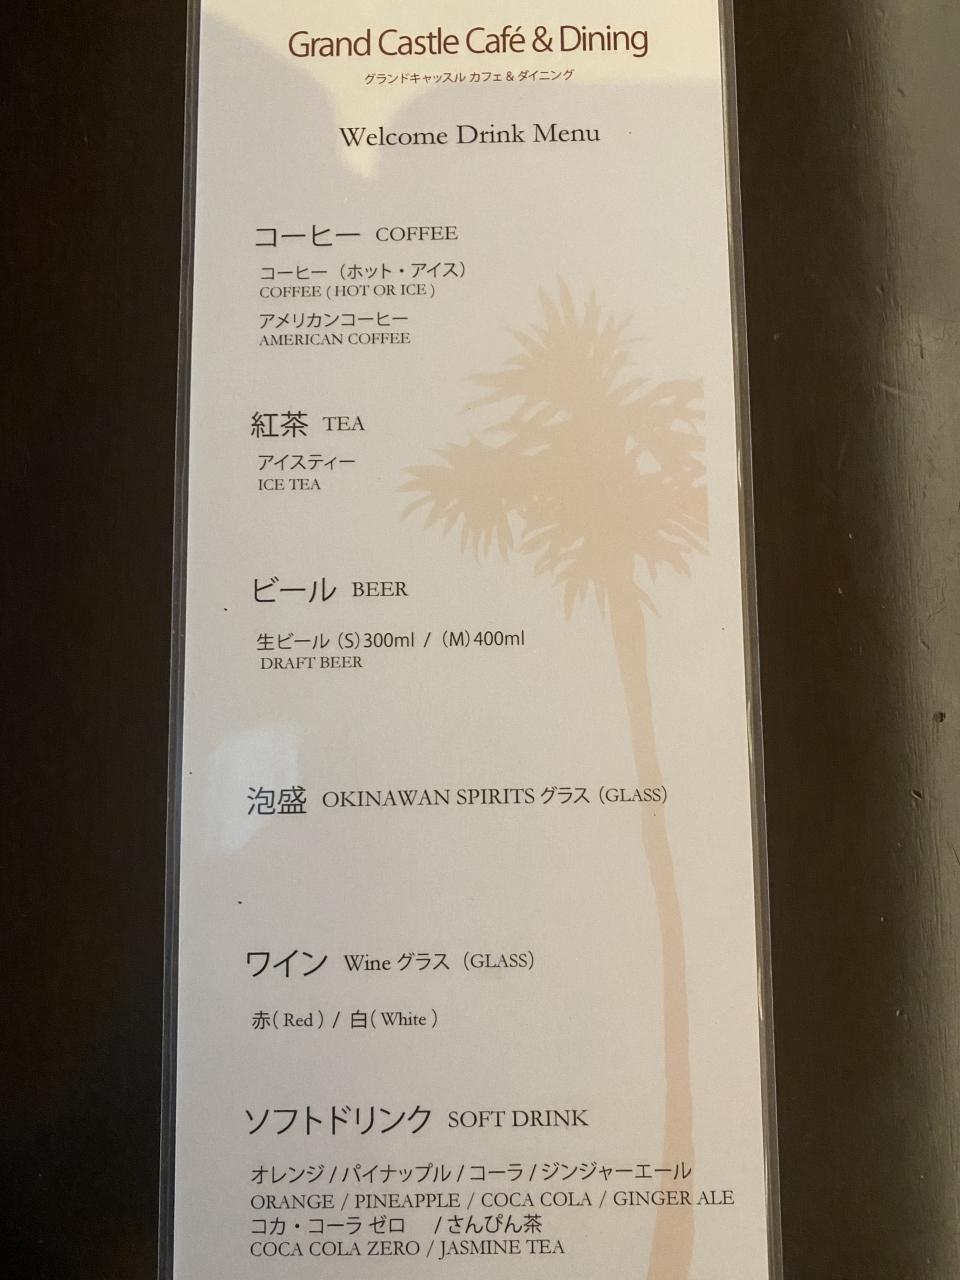 Grand Castle Café & Dining
グランドキャッスル カフェ & ダイニング
Welcome Drink Menu
コーヒー COFFEE
コーヒー（ホット・アイス）
COFFEE ( HOT OR ICE )
アメリカンコーヒー
AMERICAN COFFEE
紅茶 TEA
アイスティー
ICE TEA
ビール BEER
生ビール（S）300ml /（M）400ml
DRAFT BEER
泡盛 OKINAWAN SPIRITS グラス（GLASS）
ワイン Wine グラス（GLASS）
赤( Red ) / 白( White )
ソフトドリンク SOFT DRINK
オレンジ / パイナップル / コーラ / ジンジャーエール
ORANGE / PINEAPPLE / COCA COLA / GINGER ALE
コカ・コーラ ゼロ / さんぴん茶
COCA COLA ZERO / JASMINE TEA